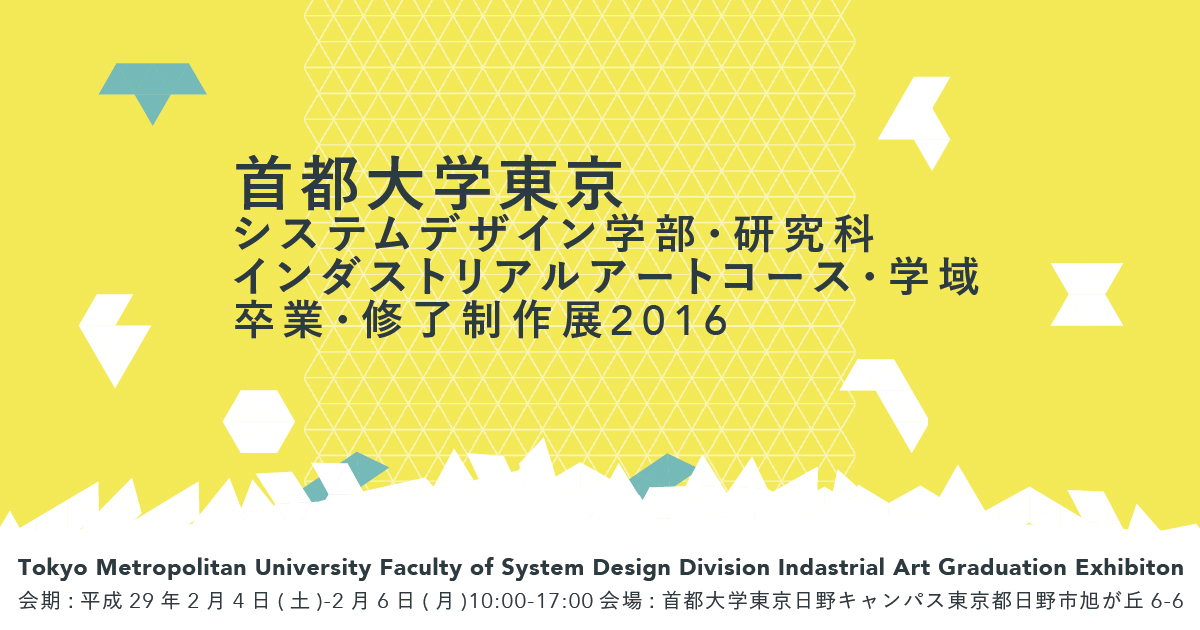 首都大学東京
システムデザイン学部・研究科
インダストリアルアートコース・学域
卒業・修了制作展2016
Tokyo Metropolitan University Faculty of System Design Division Indastrial Art Graduation Exhibiton
会期:平成29年2月4日(土)-2月6日(月)10:00-17:00 会場:首都大学東京日野キャンパス東京都日野市旭が丘6-6